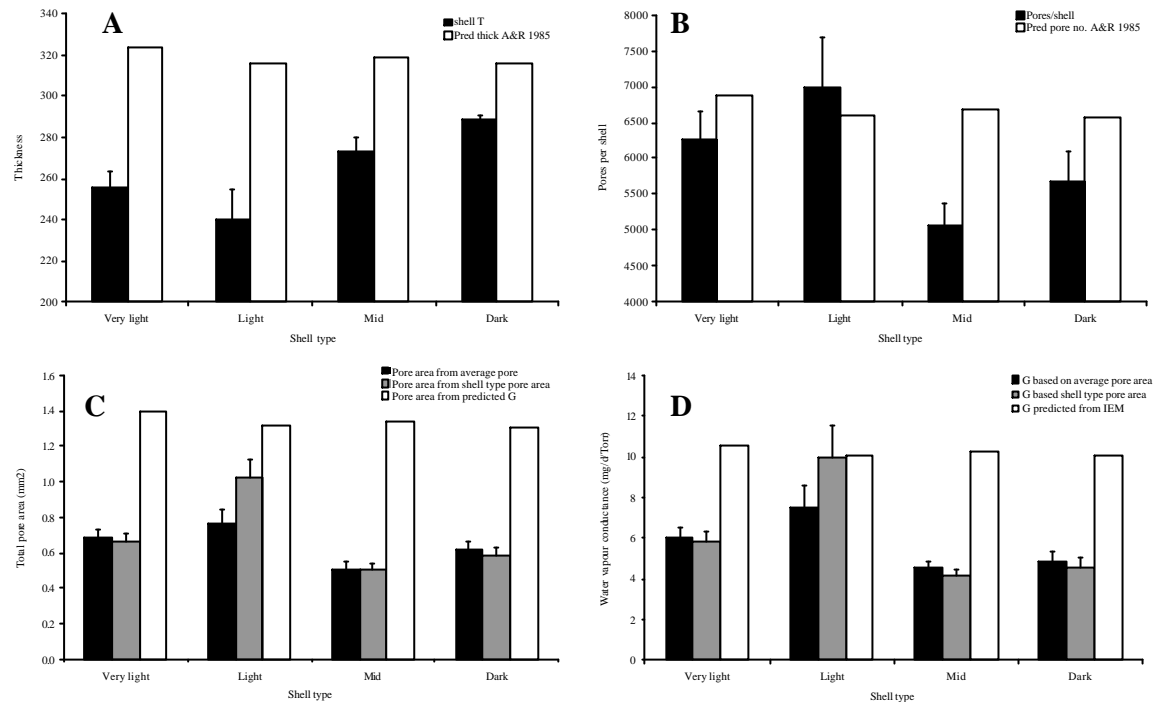 A
shell T
Pred thick A&R 1985
340
320
300
280
260
240
220
200
Thickness
Very light Light Mid Dark
Shell type
B
Pores/shell
Pred pore no. A&R 1985
8000
7500
7000
6500
6000
5500
5000
4500
4000
Pores per shell
Very light Light Mid Dark
Shell type
C
Pore area from average pore
Pore area from shell type pore area
Pore area from predicted G
1.6
1.4
1.2
1.0
0.8
0.6
0.4
0.2
0.0
Total pore area (mm2)
Very light Light Mid Dark
Shell type
D
G based on average pore area
G based shell type pore area
G predicted from IEM
14
12
10
8
6
4
2
0
Water vapour conductance (mg/d/Torr)
Very light Light Mid Dark
Shell type